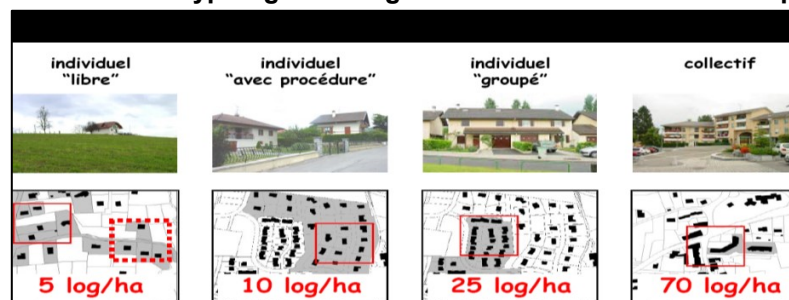 individuel
"libre"
individuel
"avec procédure"
individuel
"groupé"
collectif
5 log/ha
10 log/ha
25 log/ha
70 log/ha